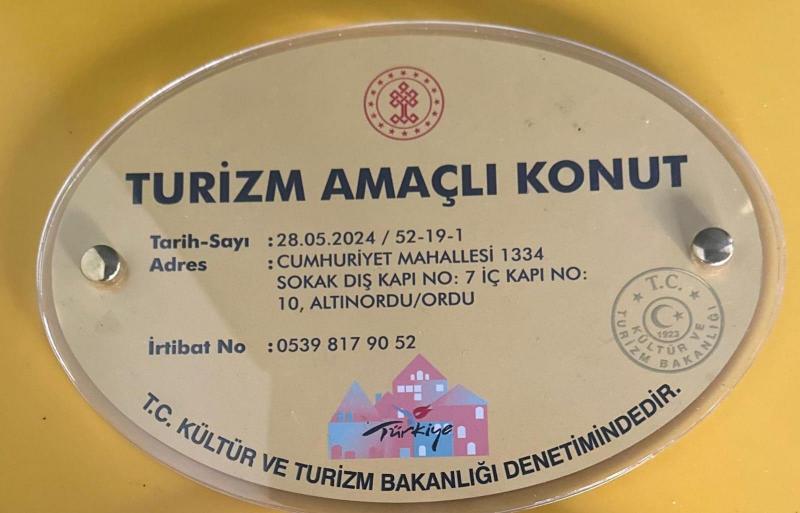 TURİZM AMAÇLI KONUT
Tarih-Sayı : 28.05.2024 / 52-19-1
Adres : CUMHURİYET MAHALLESİ 1334
SOKAK DIŞ KAPI NO: 7 İÇ KAPI NO:
10, ALTINORDU/ORDU
T.C.
1923
KÜLTÜR VE
TURİZM BAKANLIĞI
İrtibat No : 0539 817 90 52
Türkiye
T.C. KÜLTÜR VE TURİZM BAKANLIĞI DENETİMİNDEDİR.